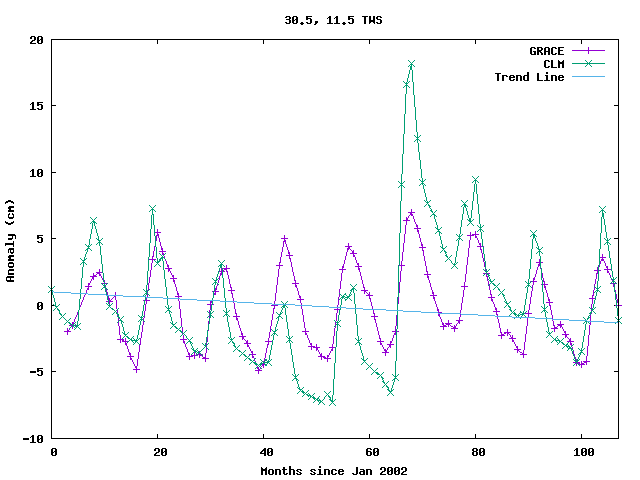 30.5, 11.5 TWS
GRACE
CLM
Trend Line
20
15
10
5
0
-5
-10
Anomaly (cm)
0 20 40 60 80 100
Months since Jan 2002